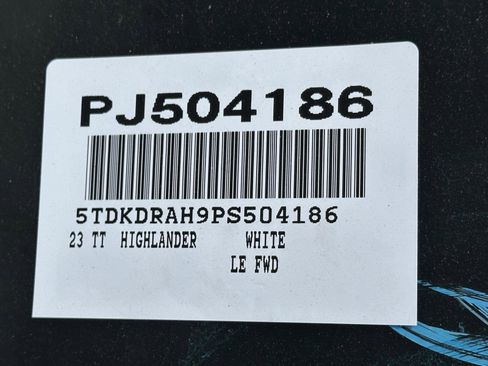 PJ504186
5TDKDRAH9PS504186
23 TT HIGHLANDER WHITE
LE FWD